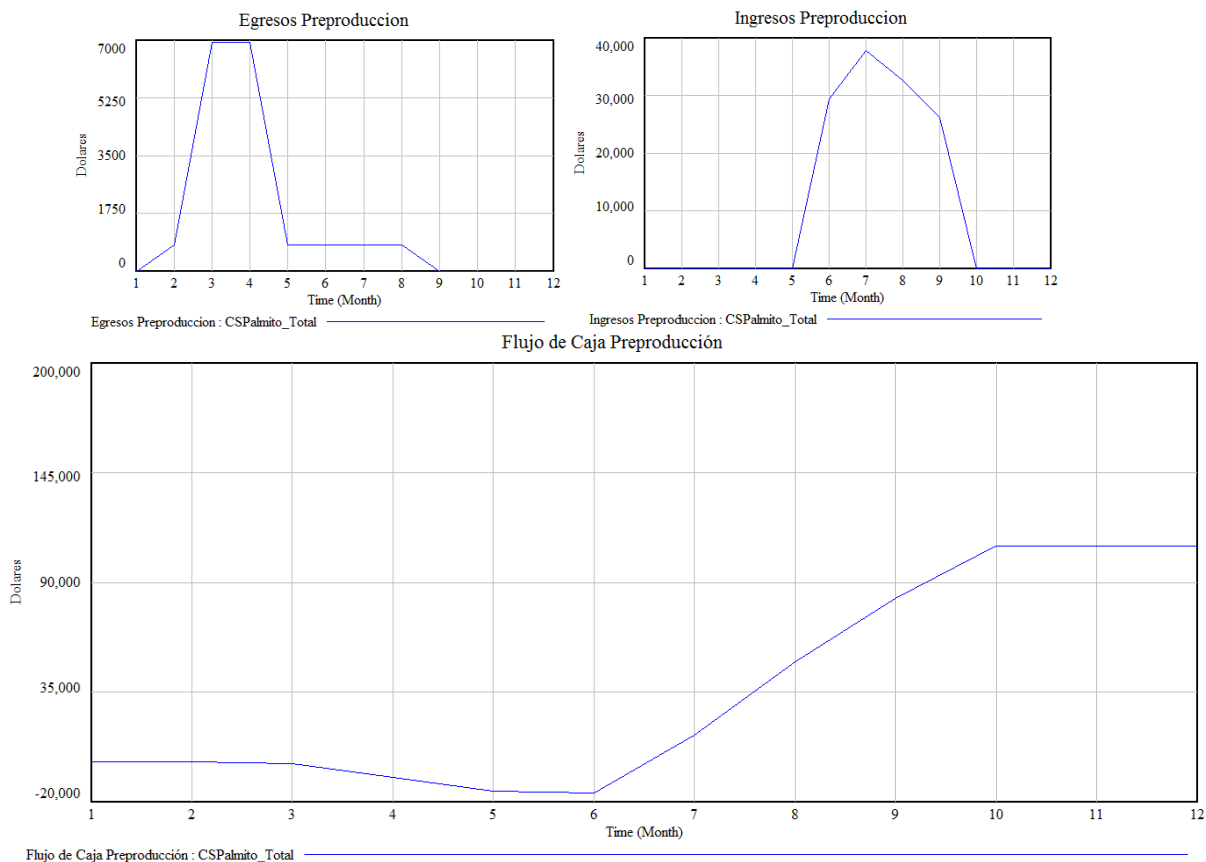 Egresos Preproduccion
7000
5250
3500
1750
0
Dolares
1 2 3 4 5 6 7 8 9 10 11 12
Time (Month)
Egresos Preproduccion : CSPalmito_Total
Ingresos Preproduccion
40,000
30,000
20,000
10,000
0
Dolares
1 2 3 4 5 6 7 8 9 10 11 12
Time (Month)
Ingresos Preproduccion : CSPalmito_Total
Flujo de Caja Preproducción
200,000
145,000
90,000
35,000
-20,000
Dolares
1 2 3 4 5 6 7 8 9 10 11 12
Time (Month)
Flujo de Caja Preproducción : CSPalmito_Total